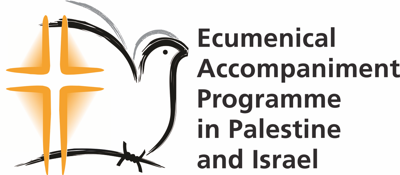 Ecumenical
Accompaniment
Programme
in Palestine
and Israel